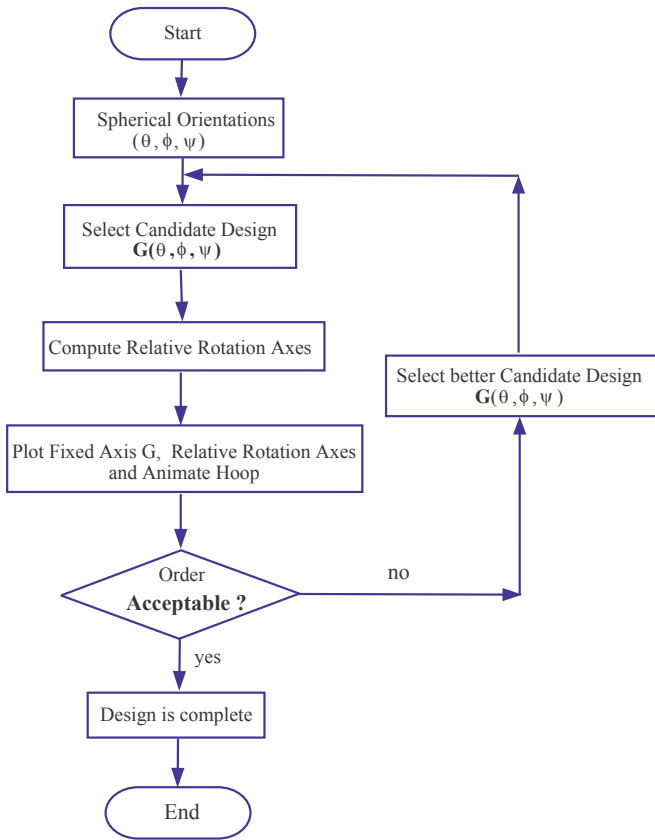 Start
Spherical Orientations
(θ, ϕ, ψ)
Select Candidate Design
G(θ, ϕ, ψ)
Compute Relative Rotation Axes
Select better Candidate Design
G(θ, ϕ, ψ)
Plot Fixed Axis G, Relative Rotation Axes
and Animate Hoop
Order
Acceptable ?
no
yes
Design is complete
End